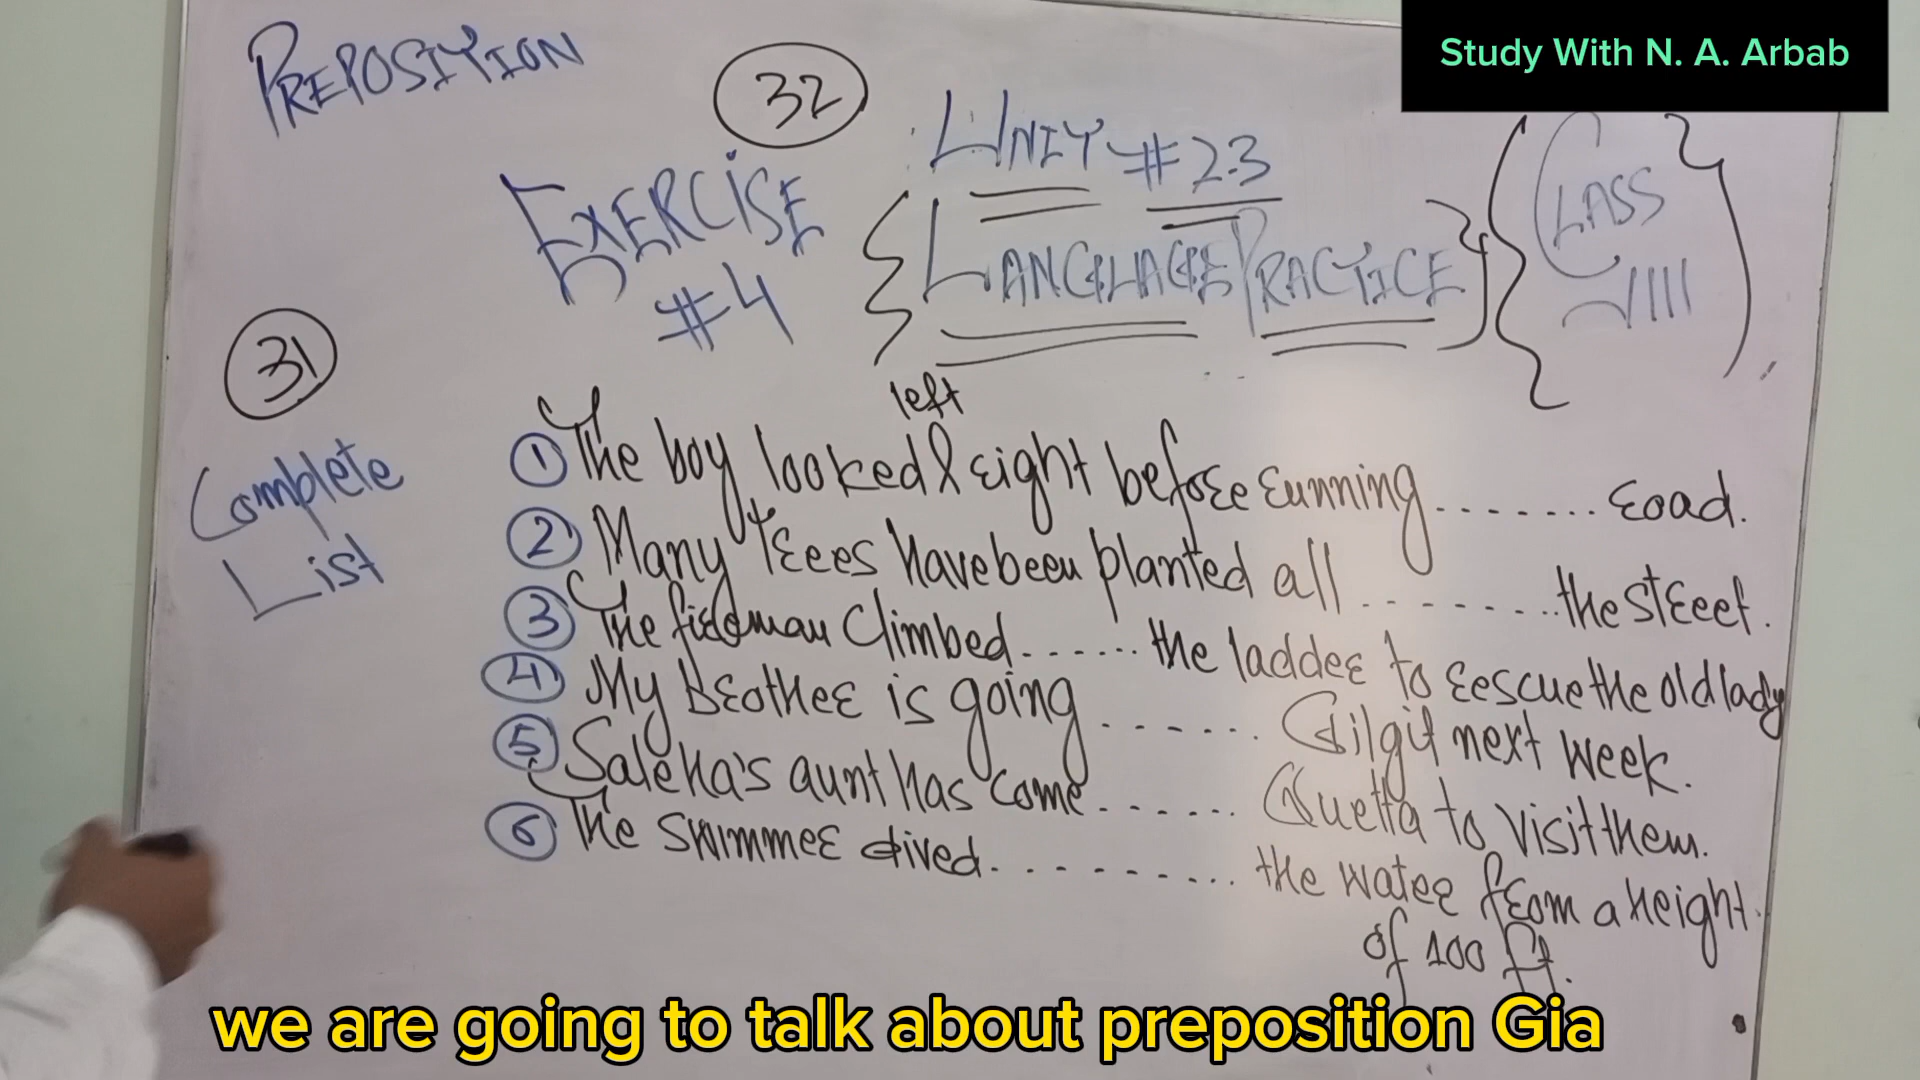 Study With N. A. Arbab
PREPOSITION
32
UNIT #2.3
EXERCISE
#4
LANGUAGE PRACTICE
CLASS
VIII
31
Complete
List
left
① The boy looked & right before running ........ road.
② Many trees have been planted all ......... the street.
③ The fireman climbed ....... the ladder to rescue the old lady
④ My brother is going ....... Gilgit next week.
⑤ Saleha's aunt has come ....... Quetta to visit them.
⑥ The swimmer dived .......... the water from a height
of 100 ft.
we are going to talk about preposition Gia